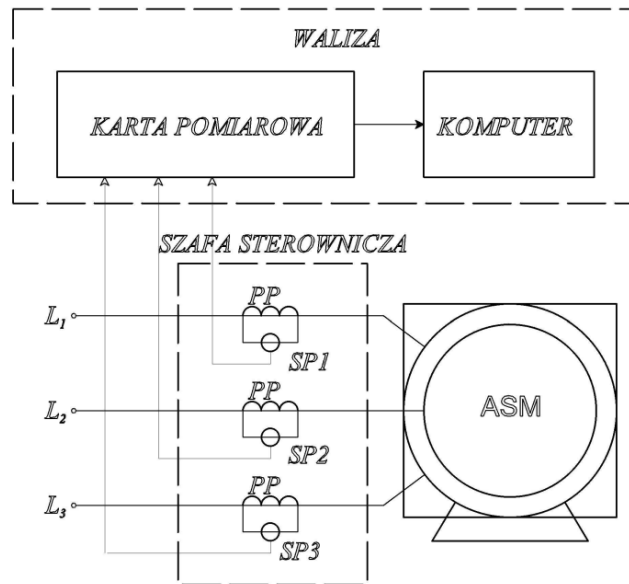 WALIZA
KARTA POMIAROWA
KOMPUTER
SZAFA STEROWNICZA
PP
L1
SP1
PP
L2
ASM
SP2
PP
L3
SP3